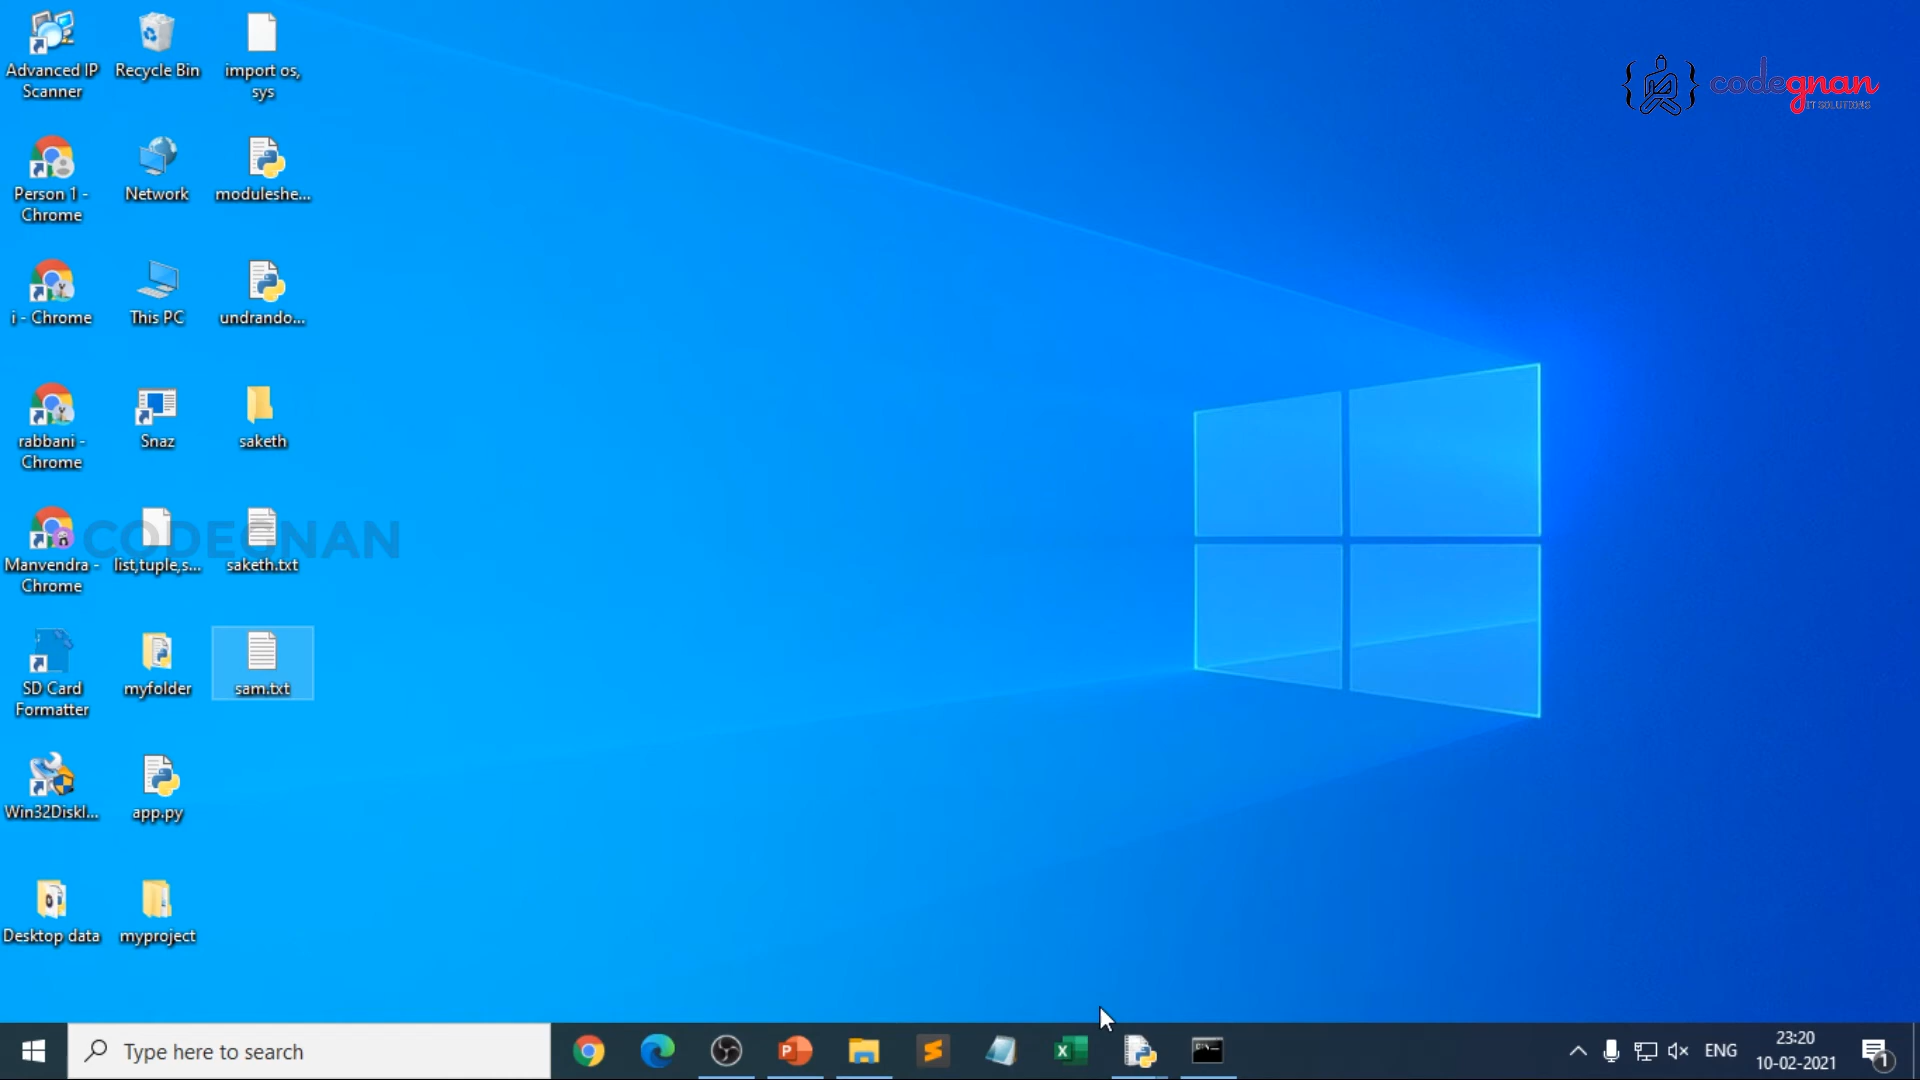 Advanced IP
Scanner
Recycle Bin
import os,
sys
codegnan
IT SOLUTIONS
Person 1 -
Chrome
Network
moduleshe...
i - Chrome
This PC
undrando...
rabbani -
Chrome
Snaz
saketh
CODEGNAN
Manvendra -
Chrome
list,tuple,s...
saketh.txt
SD Card
Formatter
myfolder
sam.txt
Win32DiskI...
app.py
Desktop data
myproject
Type here to search
ENG
23:20
10-02-2021
1